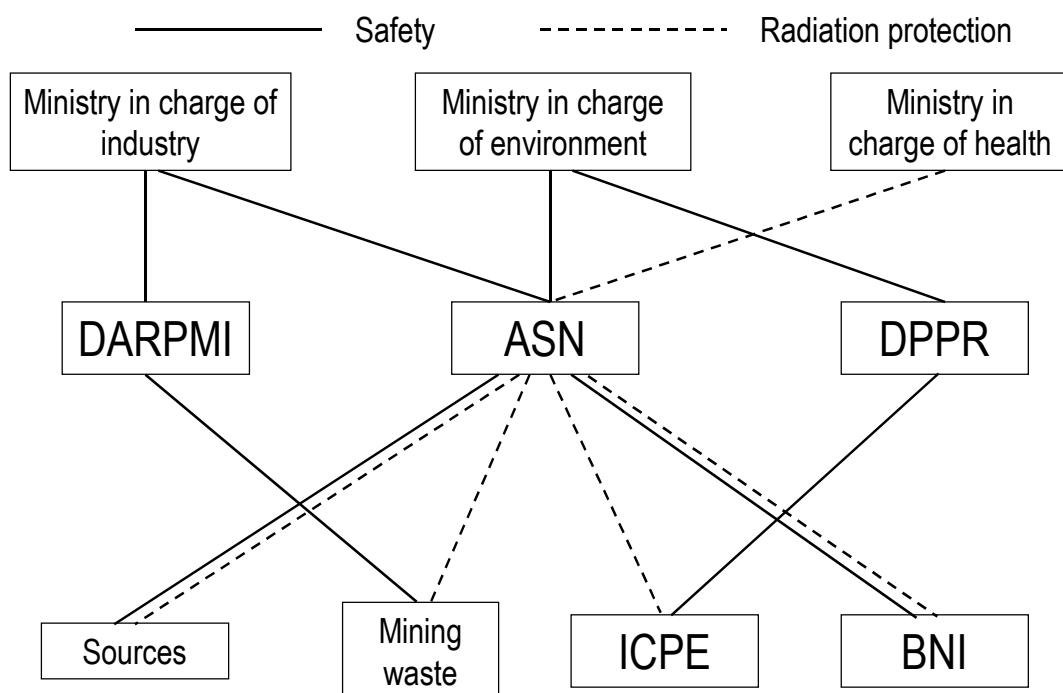 Safety
Radiation protection
Ministry in charge of
industry
Ministry in charge
of environment
Ministry in
charge of health
DARPMI
ASN
DPPR
Sources
Mining
waste
ICPE
BNI